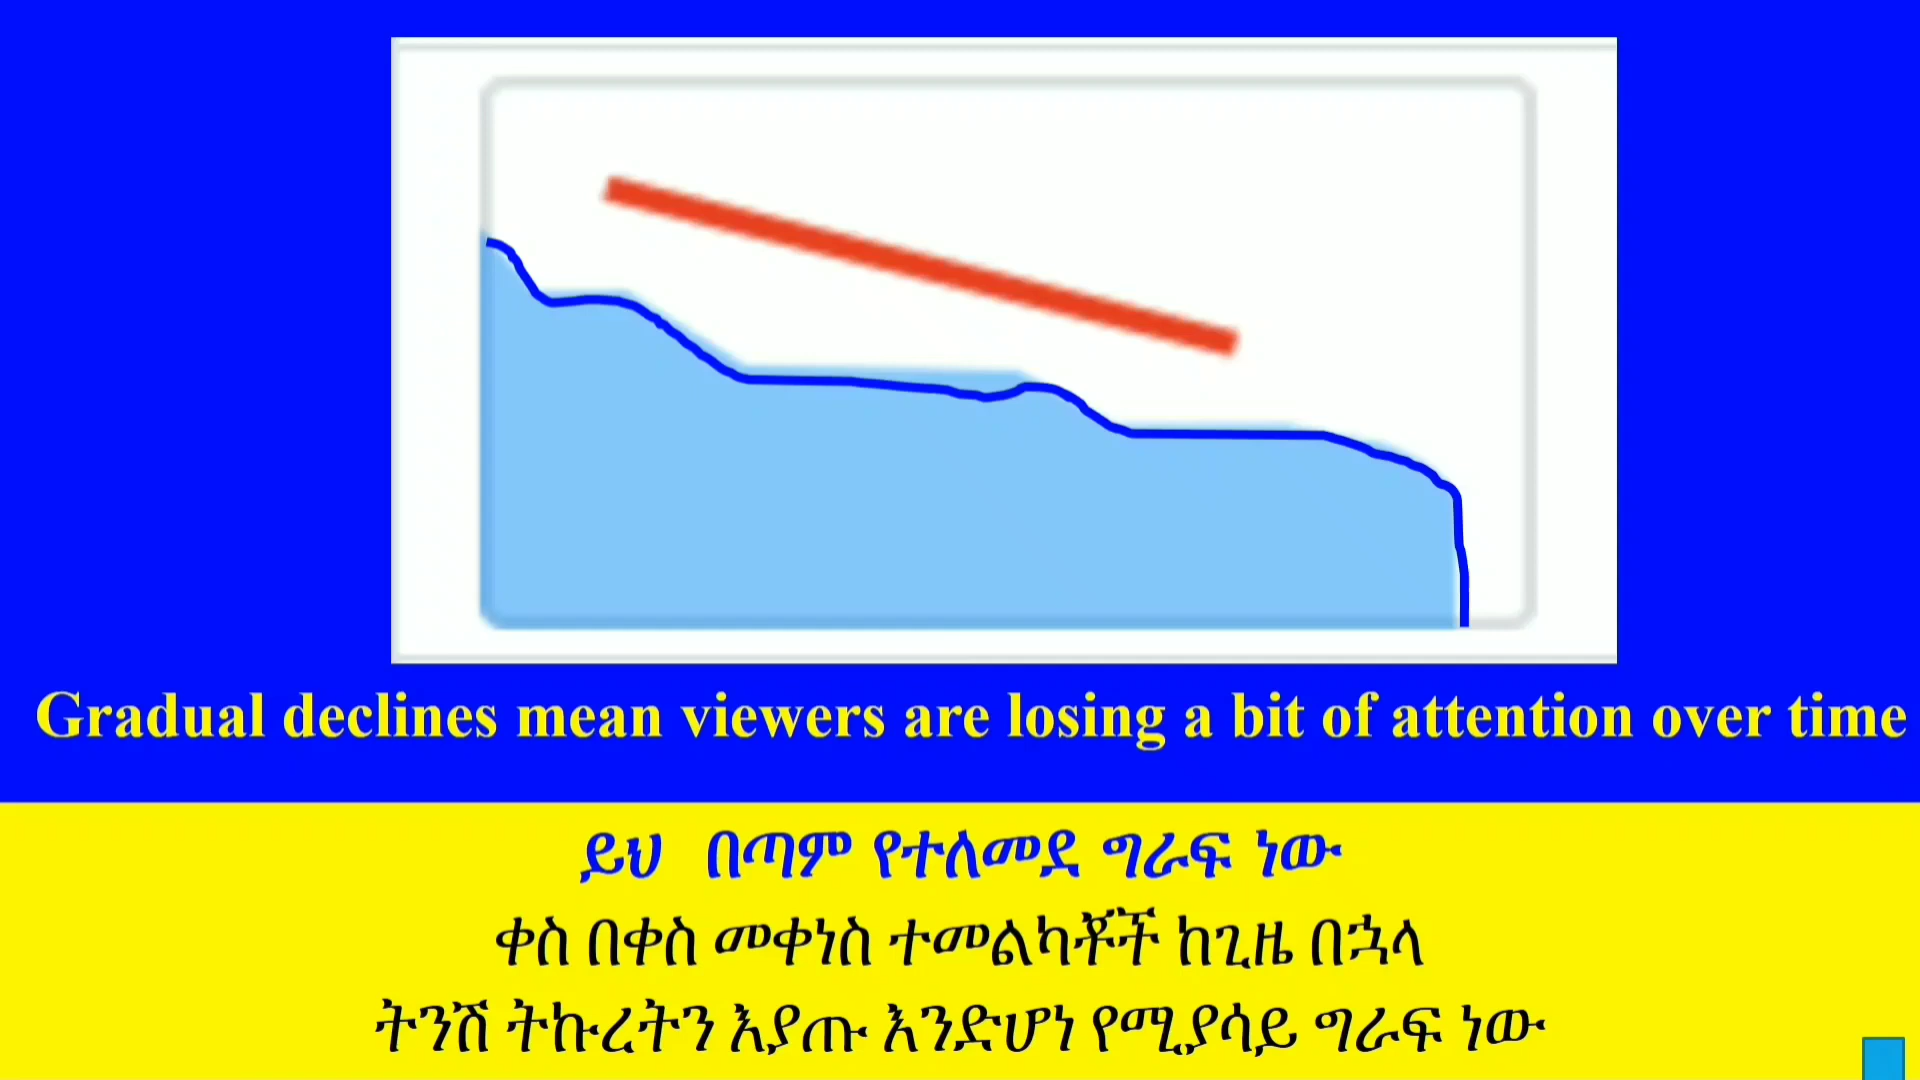 Gradual declines mean viewers are losing a bit of attention over time
ይህ በጣም የተለመደ ግራፍ ነው
ቀስ በቀስ መቀነስ ተመልካቾች ከጊዜ በኋላ
ትንሽ ትኩረትን እያጡ እንድሆነ የሚያሳይ ግራፍ ነው